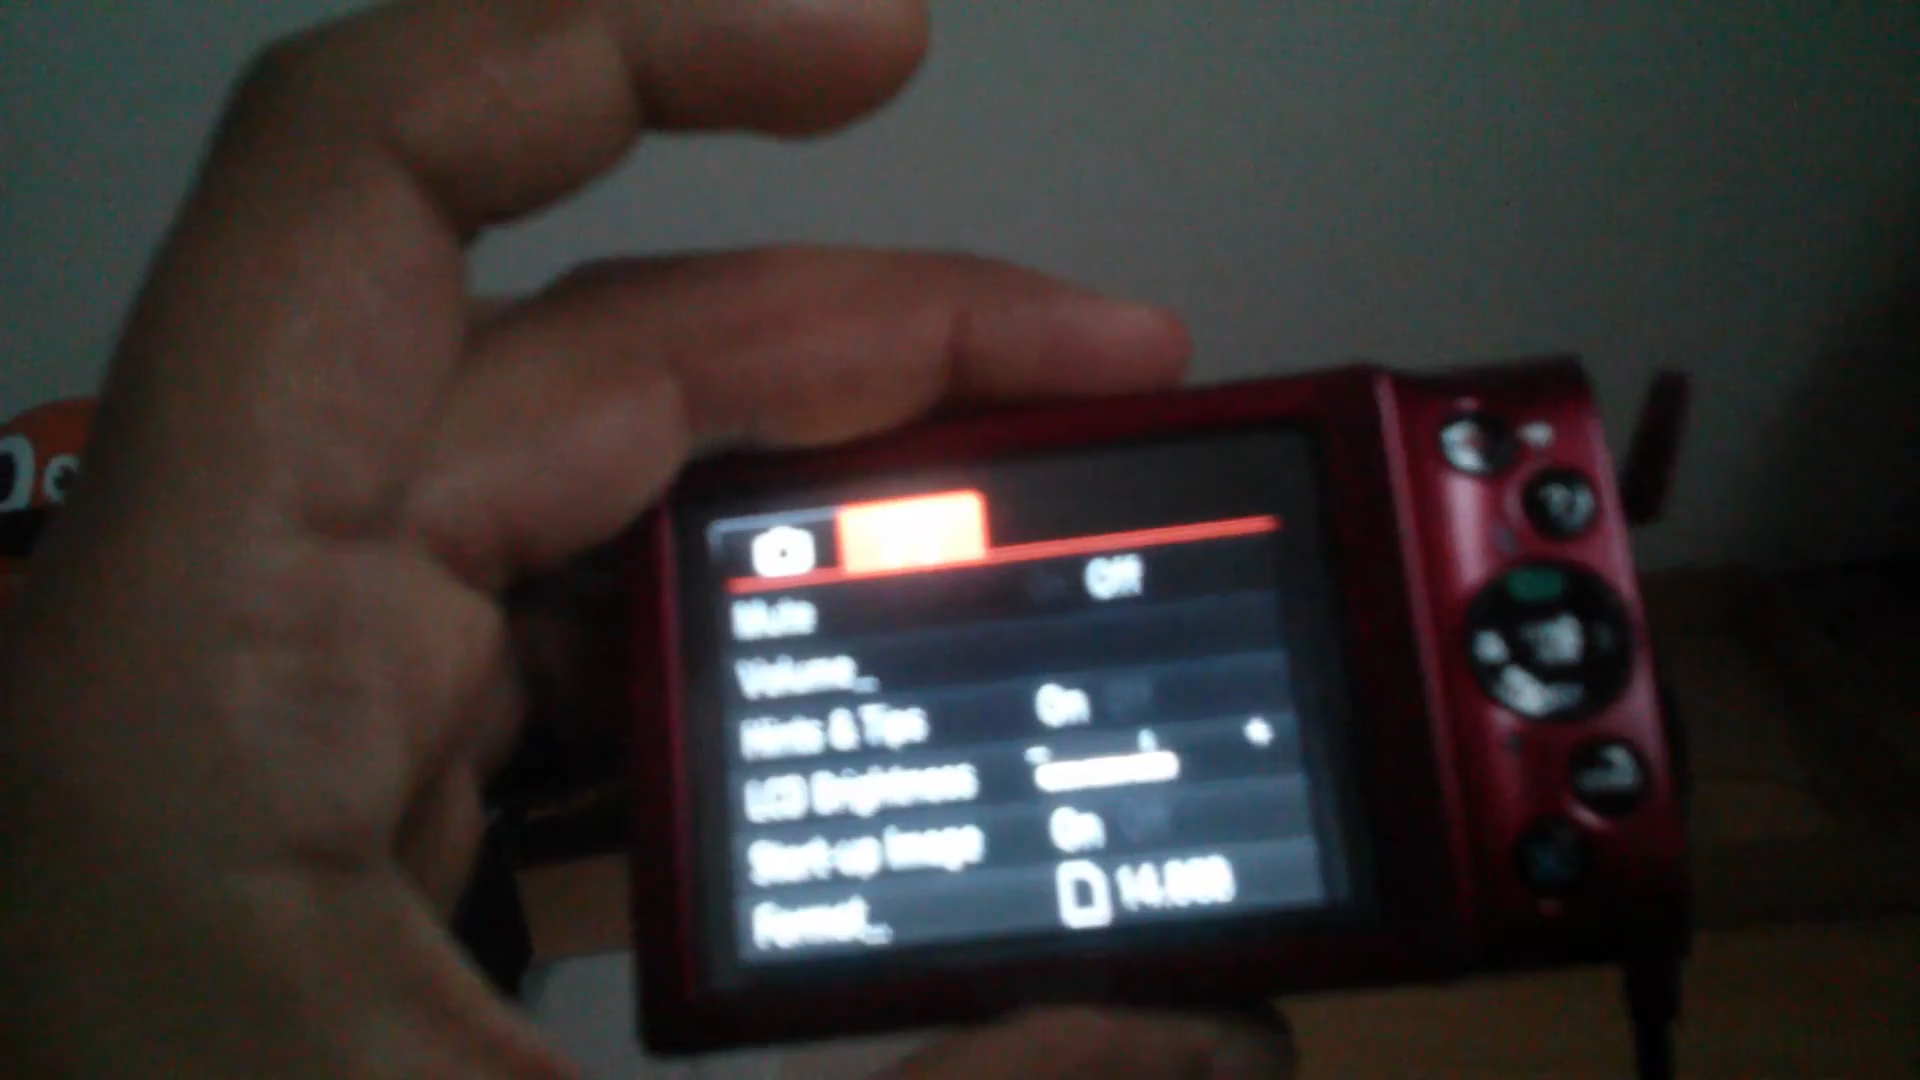 Mute Off
Volume...
Hints & Tips On
LCD Brightness
Start-up Image On
Format...